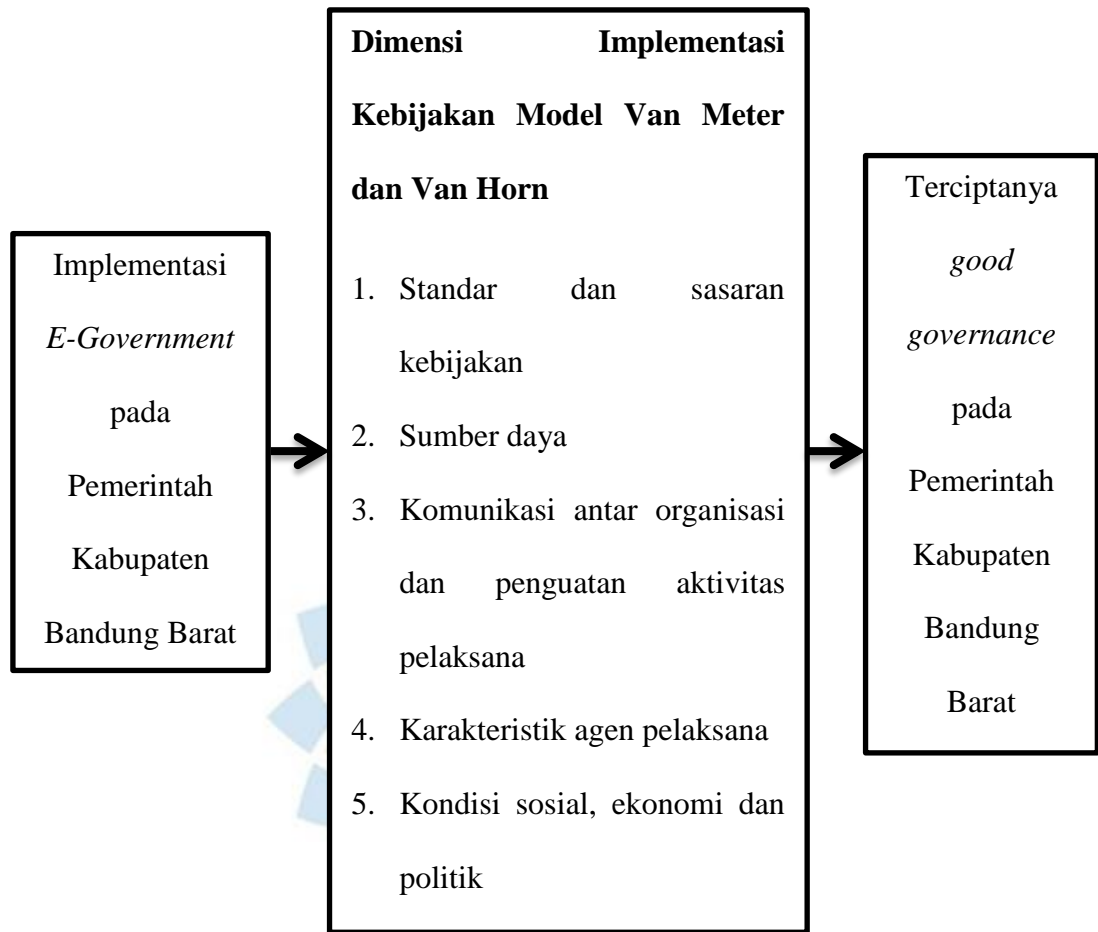 Implementasi
E-Government
pada
Pemerintah
Kabupaten
Bandung Barat
Dimensi Implementasi
Kebijakan Model Van Meter
dan Van Horn
1. Standar dan sasaran
kebijakan
2. Sumber daya
3. Komunikasi antar organisasi
dan penguatan aktivitas
pelaksana
4. Karakteristik agen pelaksana
5. Kondisi sosial, ekonomi dan
politik
Terciptanya
good
governance
pada
Pemerintah
Kabupaten
Bandung
Barat